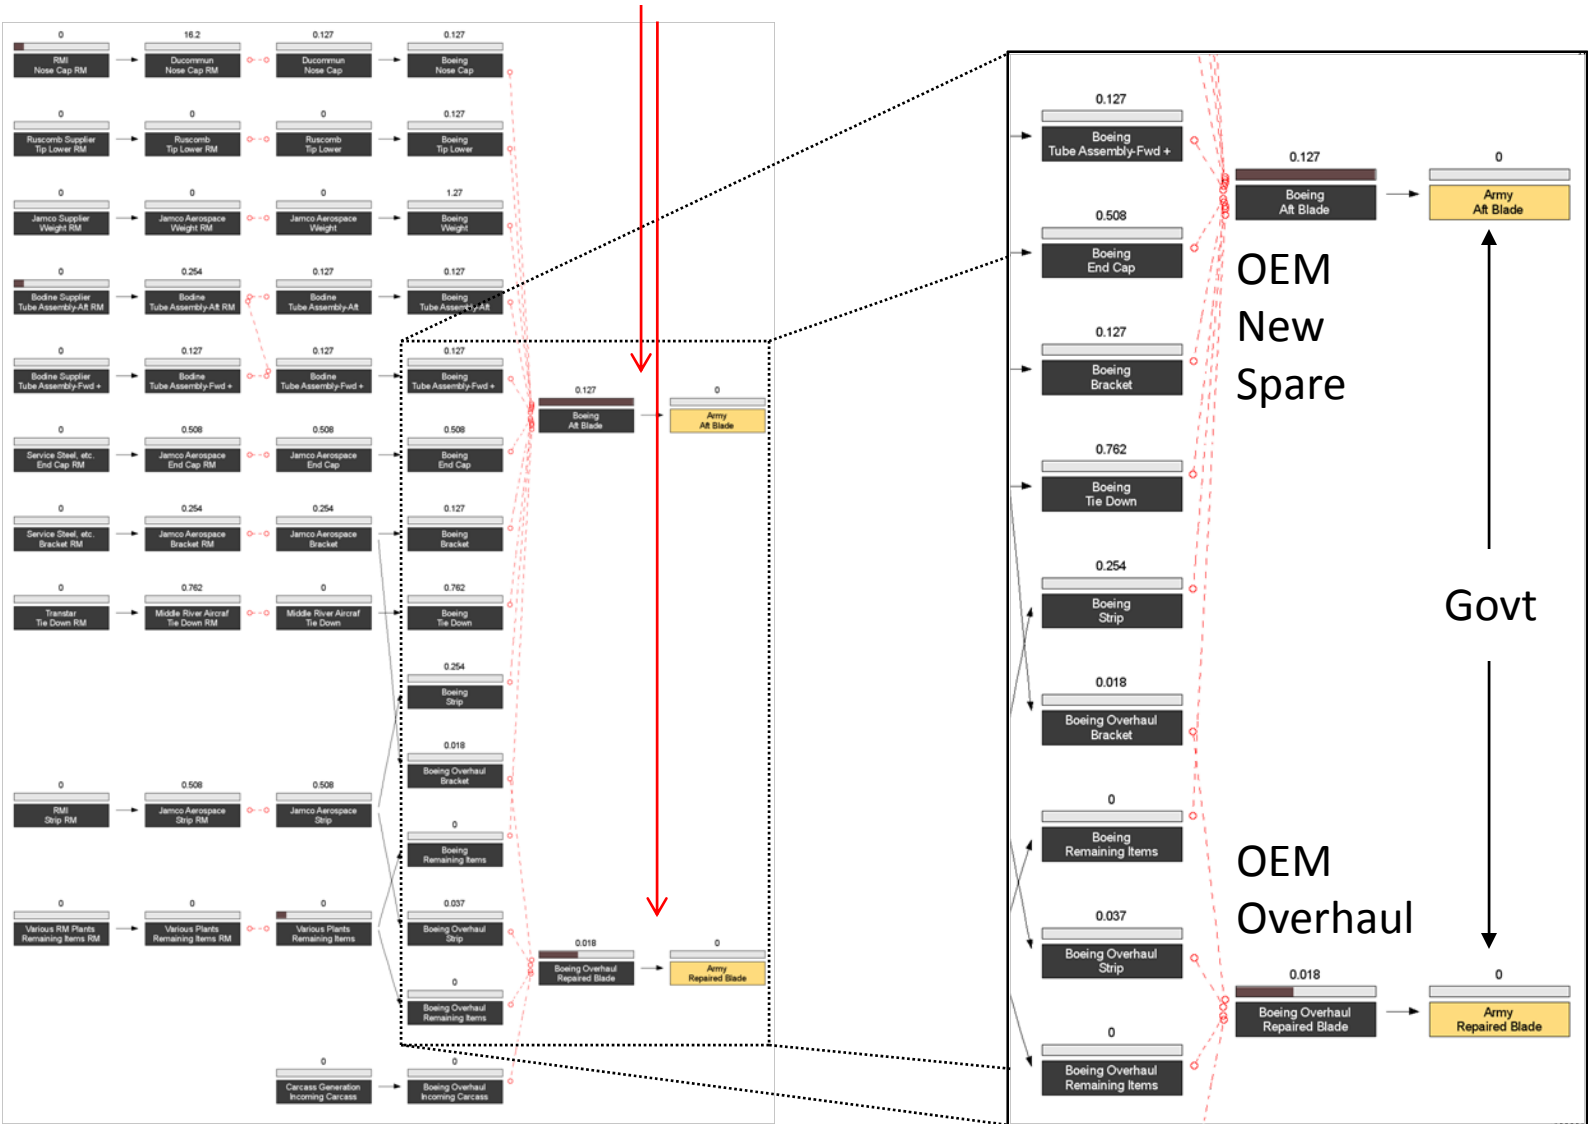 0 16.2 0.127 0.127
RMI Ducommun Ducommun Boeing
Nose Cap RM Nose Cap RM Nose Cap Nose Cap
0 0 0 0.127
Ruscomb Supplier Ruscomb Ruscomb Boeing
Tip Lower RM Tip Lower RM Tip Lower Tip Lower
0 0 0 1.27
Jamco Supplier Jamco Aerospace Jamco Aerospace Boeing
Weight RM Weight RM Weight Weight
0 0.254 0.127 0.127
Bodine Supplier Bodine Bodine Boeing
Tube Assembly-Aft RM Tube Assembly-Aft RM Tube Assembly-Aft Tube Assembly-Aft
0 0.127 0.127 0.127
Bodine Supplier Bodine Bodine Boeing
Tube Assembly-Fwd + Tube Assembly-Fwd + Tube Assembly-Fwd + Tube Assembly-Fwd +
0.127 0
Boeing Army
Aft Blade Aft Blade
0 0.508 0.508 0.508
Service Steel, etc. Jamco Aerospace Jamco Aerospace Boeing
End Cap RM End Cap RM End Cap End Cap
0 0.254 0.254 0.127
Service Steel, etc. Jamco Aerospace Jamco Aerospace Boeing
Bracket RM Bracket RM Bracket Bracket
0 0.762 0 0.762
Transtar Middle River Aircraf Middle River Aircraf Boeing
Tie Down RM Tie Down RM Tie Down Tie Down
0.254
Boeing
Strip
0.018
Boeing Overhaul
Bracket
0 0.508 0.508
RMI Jamco Aerospace Jamco Aerospace
Strip RM Strip RM Strip
0
Boeing
Remaining Items
0 0 0 0.037
Various RM Plants Various Plants Various Plants Boeing Overhaul
Remaining Items RM Remaining Items RM Remaining Items Strip
0.018 0
Boeing Overhaul Army
Repaired Blade Repaired Blade
0
Boeing Overhaul
Remaining Items
0 0
Carcass Generation Boeing Overhaul
Incoming Carcass Incoming Carcass
0.127
Boeing
Tube Assembly-Fwd +
0.127 0
Boeing Army
Aft Blade Aft Blade
0.508
Boeing
End Cap
OEM
New
Spare
0.127
Boeing
Bracket
0.762
Boeing
Tie Down
0.254
Boeing
Strip
Govt
0.018
Boeing Overhaul
Bracket
0
Boeing
Remaining Items
OEM
Overhaul
0.037
Boeing Overhaul
Strip
0.018 0
Boeing Overhaul Army
Repaired Blade Repaired Blade
0
Boeing Overhaul
Remaining Items